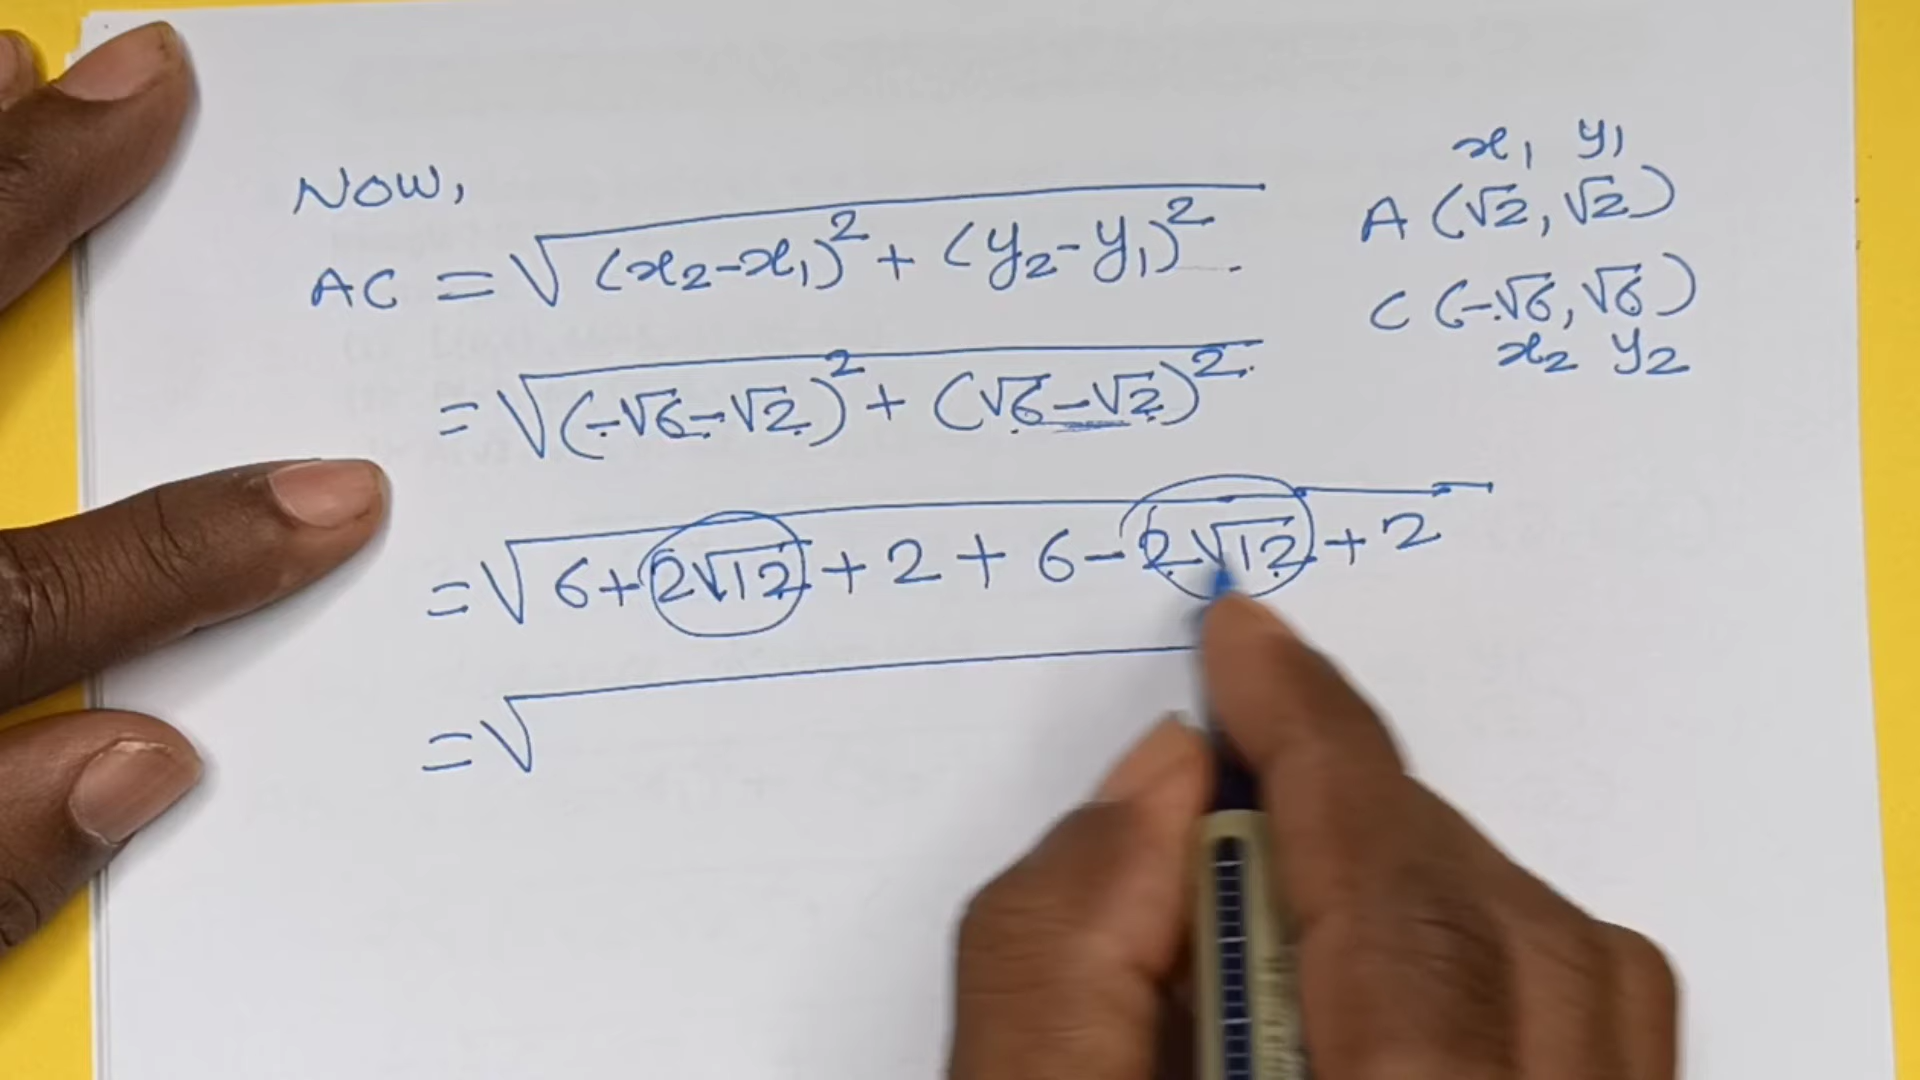 Now,
x₁ y₁
A (√2, √2)
AC = √((x₂-x₁)² + (y₂-y₁)²)
C (-√6, √6)
x₂ y₂
= √((-√6-√2)² + (√6-√2)²)
= √(6+2√12+2+6-2√12+2)
= √